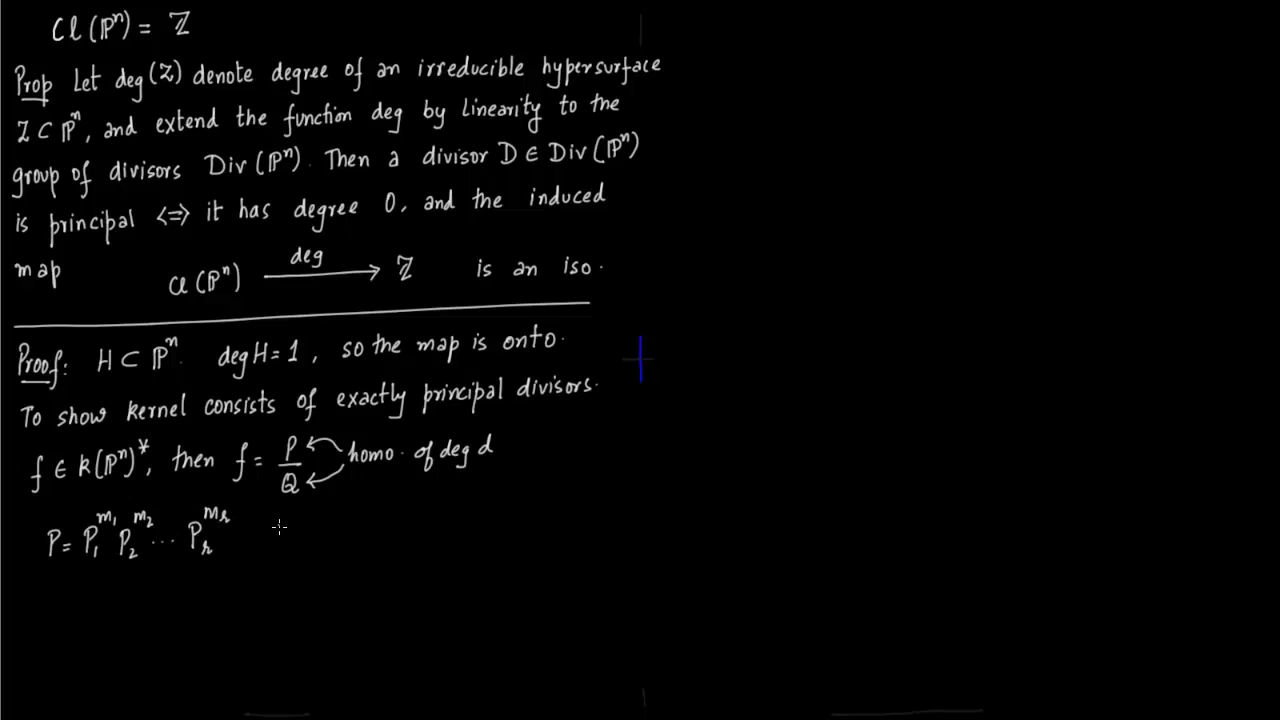 Cl(ℙⁿ) = ℤ
Prop Let deg(Z) denote degree of an irreducible hypersurface
Z ⊂ ℙⁿ, and extend the function deg by linearity to the
group of divisors Div(ℙⁿ). Then a divisor D ∈ Div(ℙⁿ)
is principal <=> it has degree 0, and the induced
map Cl(ℙⁿ) —deg→ ℤ is an iso.
Proof: H ⊂ ℙⁿ. deg H = 1, so the map is onto.
To show kernel consists of exactly principal divisors.
f ∈ k(ℙⁿ)*, then f = P/Q homo. of deg d
P = P₁^{m₁} P₂^{m₂} ... P_r^{m_r}